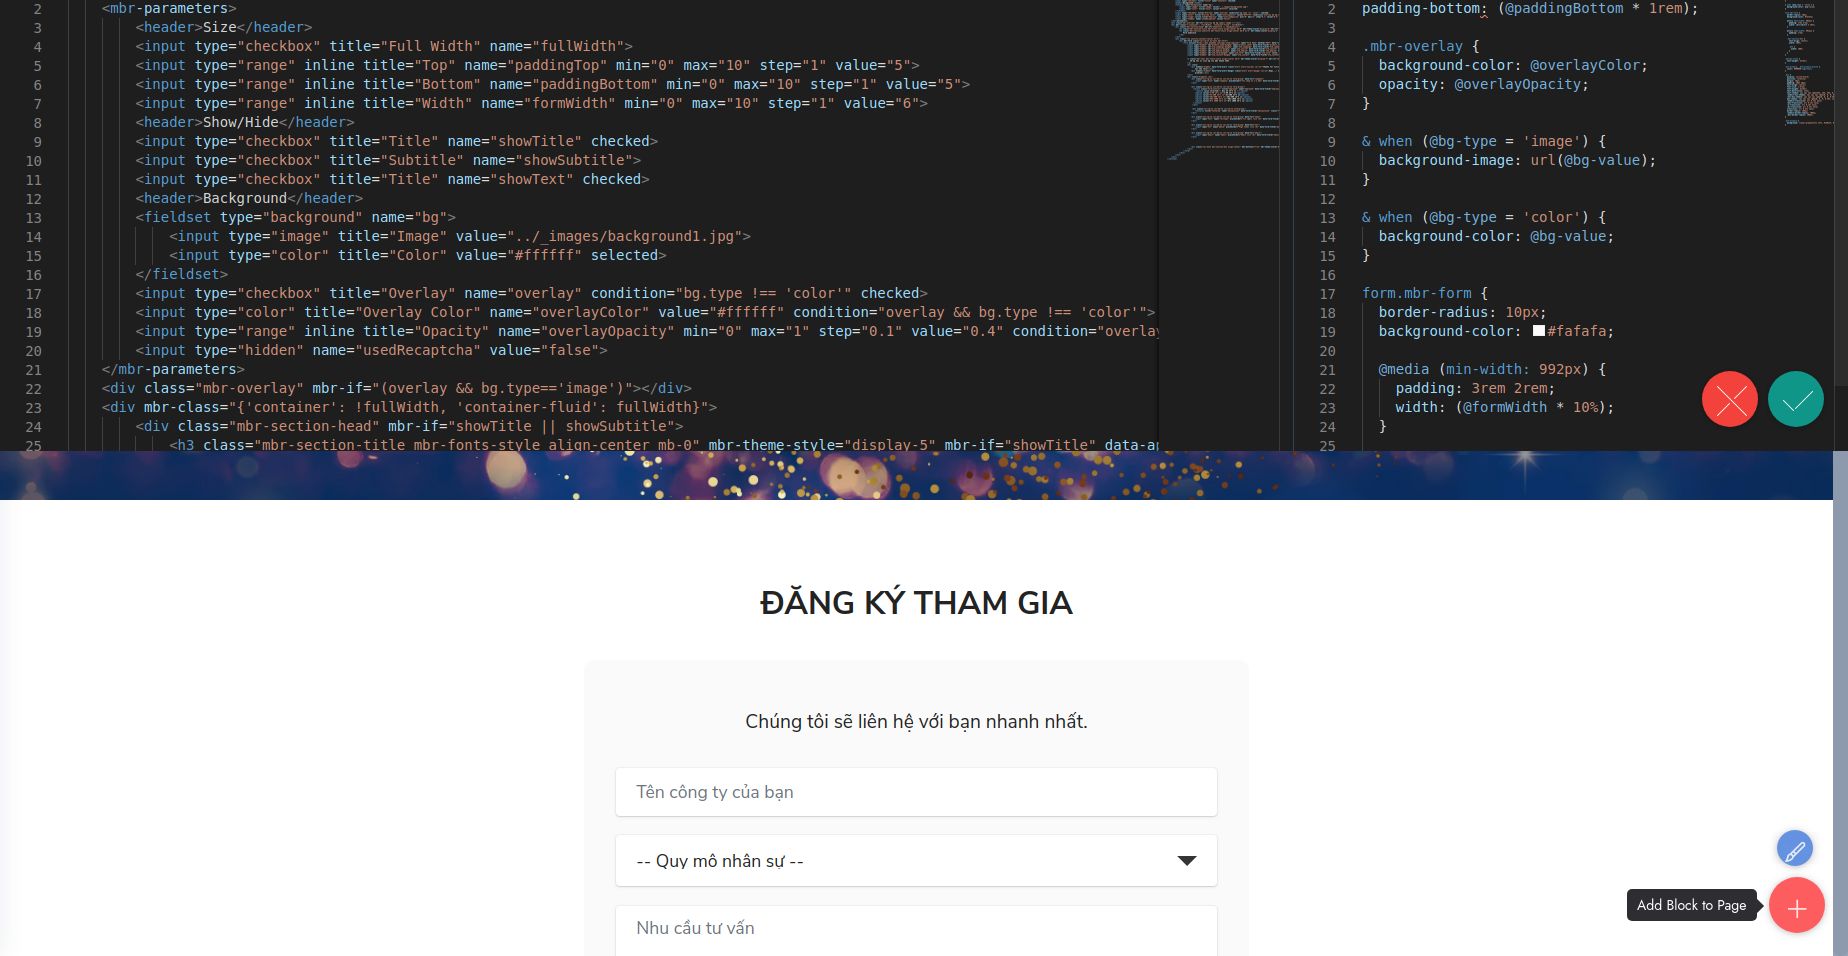 2 <mbr-parameters>
3 <header>Size</header>
4 <input type="checkbox" title="Full Width" name="fullWidth">
5 <input type="range" inline title="Top" name="paddingTop" min="0" max="10" step="1" value="5">
6 <input type="range" inline title="Bottom" name="paddingBottom" min="0" max="10" step="1" value="5">
7 <input type="range" inline title="Width" name="formWidth" min="0" max="10" step="1" value="6">
8 <header>Show/Hide</header>
9 <input type="checkbox" title="Title" name="showTitle" checked>
10 <input type="checkbox" title="Subtitle" name="showSubtitle">
11 <input type="checkbox" title="Title" name="showText" checked>
12 <header>Background</header>
13 <fieldset type="background" name="bg">
14 <input type="image" title="Image" value="../_images/background1.jpg">
15 <input type="color" title="Color" value="#ffffff" selected>
16 </fieldset>
17 <input type="checkbox" title="Overlay" name="overlay" condition="bg.type !== 'color'" checked>
18 <input type="color" title="Overlay Color" name="overlayColor" value="#ffffff" condition="overlay && bg.type !== 'color'">
19 <input type="range" inline title="Opacity" name="overlayOpacity" min="0" max="1" step="0.1" value="0.4" condition="overlay
20 <input type="hidden" name="usedRecaptcha" value="false">
21 </mbr-parameters>
22 <div class="mbr-overlay" mbr-if="(overlay && bg.type=='image')"></div>
23 <div mbr-class="{'container': !fullWidth, 'container-fluid': fullWidth}">
24 <div class="mbr-section-head" mbr-if="showTitle || showSubtitle">
25 <h3 class="mbr-section-title mbr-fonts-style align-center mb-0" mbr-theme-style="display-5" mbr-if="showTitle" data-ap
2 padding-bottom: (@paddingBottom * 1rem);
3
4 .mbr-overlay {
5 background-color: @overlayColor;
6 opacity: @overlayOpacity;
7 }
8
9 & when (@bg-type = 'image') {
10 background-image: url(@bg-value);
11 }
12
13 & when (@bg-type = 'color') {
14 background-color: @bg-value;
15 }
16
17 form.mbr-form {
18 border-radius: 10px;
19 background-color: #fafafa;
20
21 @media (min-width: 992px) {
22 padding: 3rem 2rem;
23 width: (@formWidth * 10%);
24 }
25
ĐĂNG KÝ THAM GIA
Chúng tôi sẽ liên hệ với bạn nhanh nhất.
Tên công ty của bạn
-- Quy mô nhân sự --
Nhu cầu tư vấn
Add Block to Page